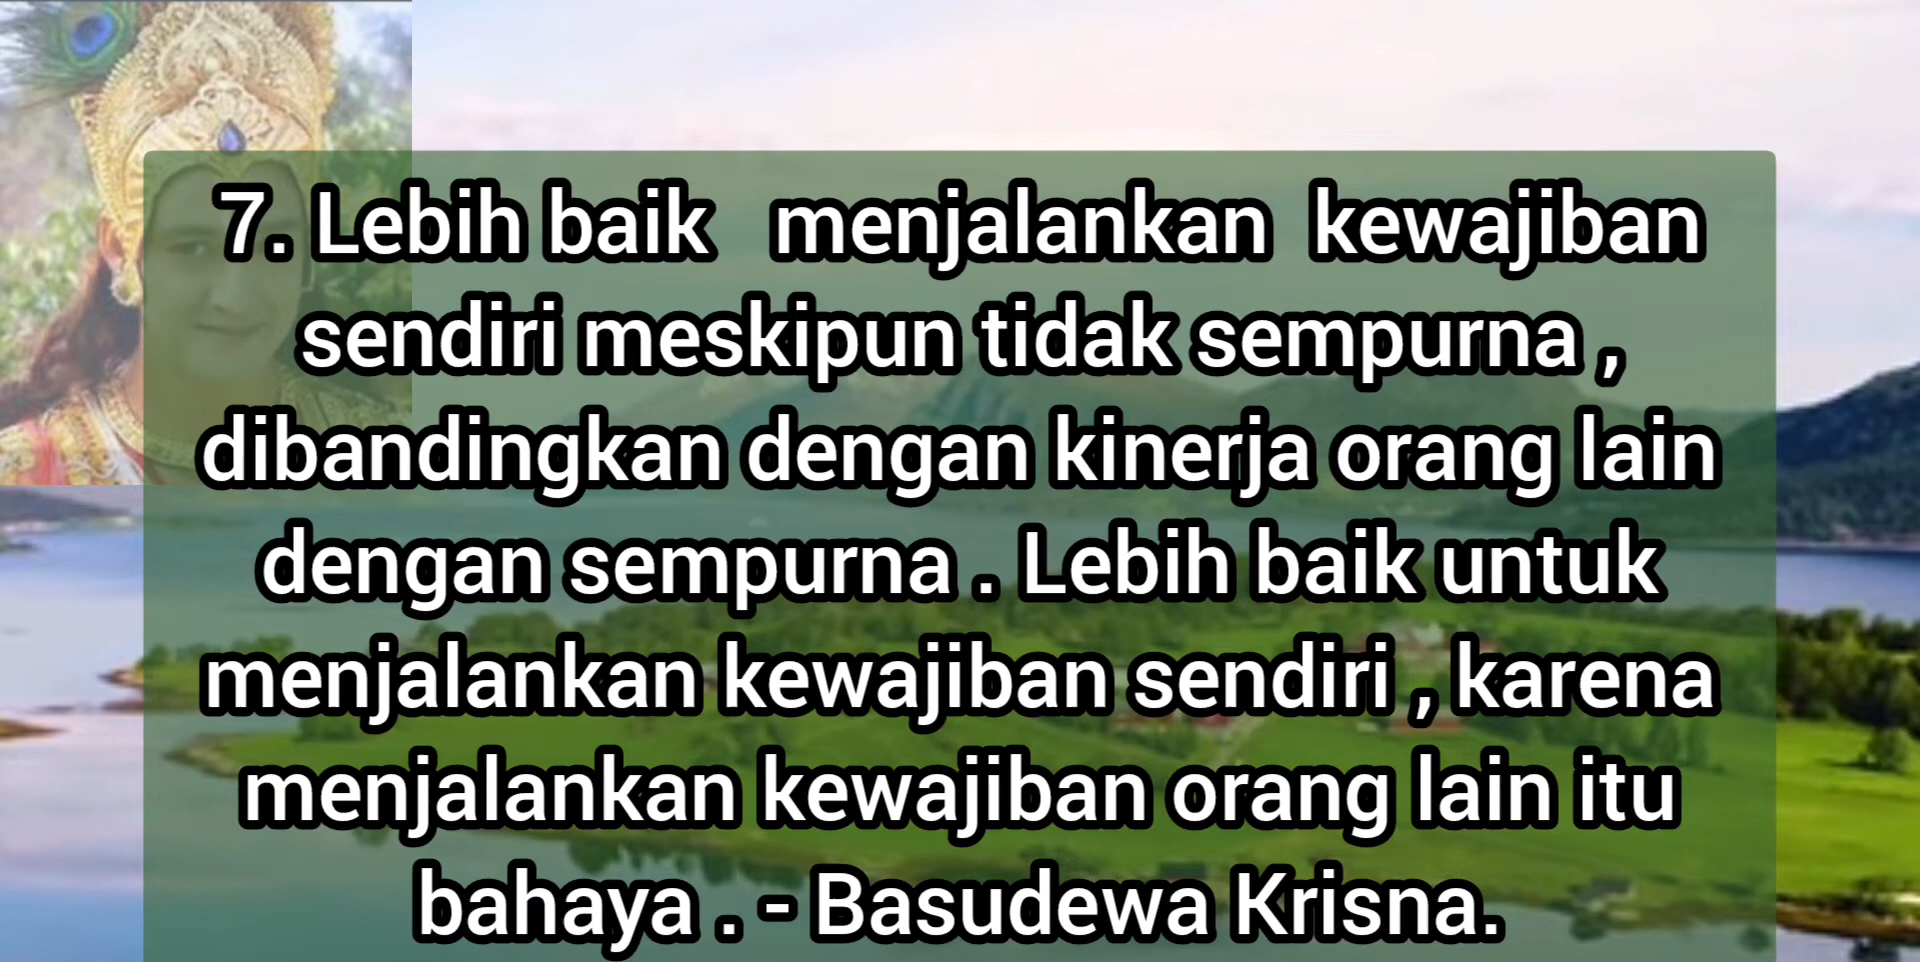 7. Lebih baik menjalankan kewajiban
sendiri meskipun tidak sempurna ,
dibandingkan dengan kinerja orang lain
dengan sempurna . Lebih baik untuk
menjalankan kewajiban sendiri , karena
menjalankan kewajiban orang lain itu
bahaya . - Basudewa Krisna.